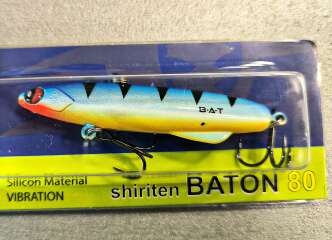 B·A·T
Silicon Material
VIBRATION
shiriten BATON 80